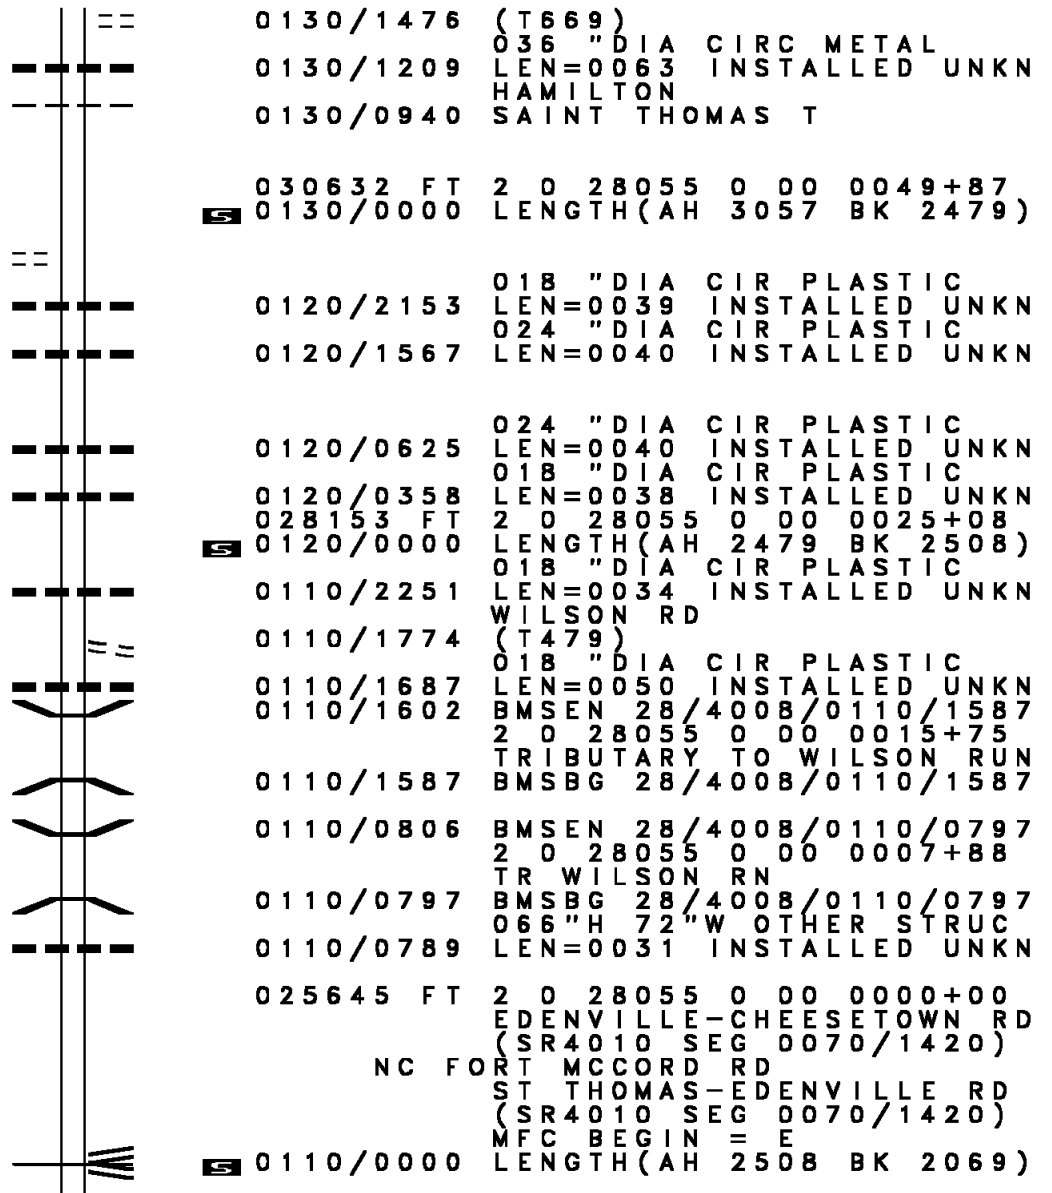 0130/1476 (T669)
036 "DIA CIRC METAL
0130/1209 LEN=0063 INSTALLED UNKN
HAMILTON
0130/0940 SAINT THOMAS T
030632 FT 2 0 28055 0 00 0049+87
S 0130/0000 LENGTH(AH 3057 BK 2479)
018 "DIA CIR PLASTIC
0120/2153 LEN=0039 INSTALLED UNKN
024 "DIA CIR PLASTIC
0120/1567 LEN=0040 INSTALLED UNKN
024 "DIA CIR PLASTIC
0120/0625 LEN=0040 INSTALLED UNKN
018 "DIA CIR PLASTIC
0120/0358 LEN=0038 INSTALLED UNKN
028153 FT 2 0 28055 0 00 0025+08
S 0120/0000 LENGTH(AH 2479 BK 2508)
018 "DIA CIR PLASTIC
0110/2251 LEN=0034 INSTALLED UNKN
WILSON RD
0110/1774 (T479)
018 "DIA CIR PLASTIC
0110/1687 LEN=0050 INSTALLED UNKN
0110/1602 BMSEN 28/4008/0110/1587
2 0 28055 0 00 0015+75
TRIBUTARY TO WILSON RUN
0110/1587 BMSBG 28/4008/0110/1587
0110/0806 BMSEN 28/4008/0110/0797
2 0 28055 0 00 0007+88
TR WILSON RN
0110/0797 BMSBG 28/4008/0110/0797
066"H 72"W OTHER STRUC
0110/0789 LEN=0031 INSTALLED UNKN
025645 FT 2 0 28055 0 00 0000+00
EDENVILLE-CHEESETOWN RD
(SR4010 SEG 0070/1420)
NC FORT MCCORD RD
ST THOMAS-EDENVILLE RD
(SR4010 SEG 0070/1420)
MFC BEGIN = E
S 0110/0000 LENGTH(AH 2508 BK 2069)